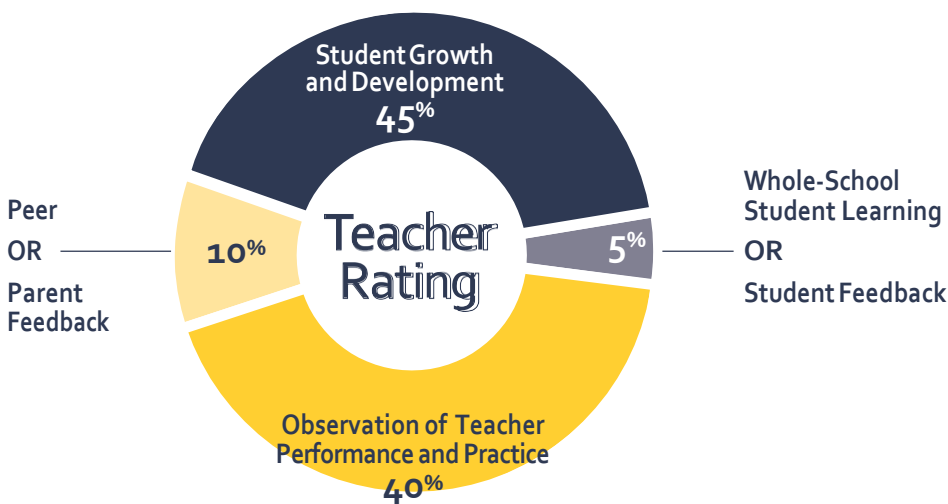 Student Growth
and Development
45%
Peer
OR
Parent
Feedback
10%
Teacher
Rating
5%
Whole-School
Student Learning
OR
Student Feedback
Observation of Teacher
Performance and Practice
40%